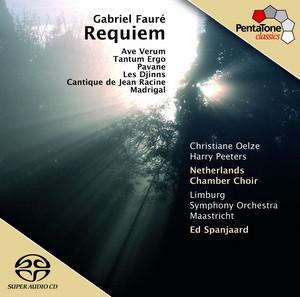 Gabriel Fauré
Requiem
Ave Verum
Tantum Ergo
Pavane
Les Djinns
Cantique de Jean Racine
Madrigal
PentaTone
classics
Christiane Oelze
Harry Peeters
Netherlands
Chamber Choir
Limburg
Symphony Orchestra
Maastricht
Ed Spanjaard
SUPER AUDIO CD